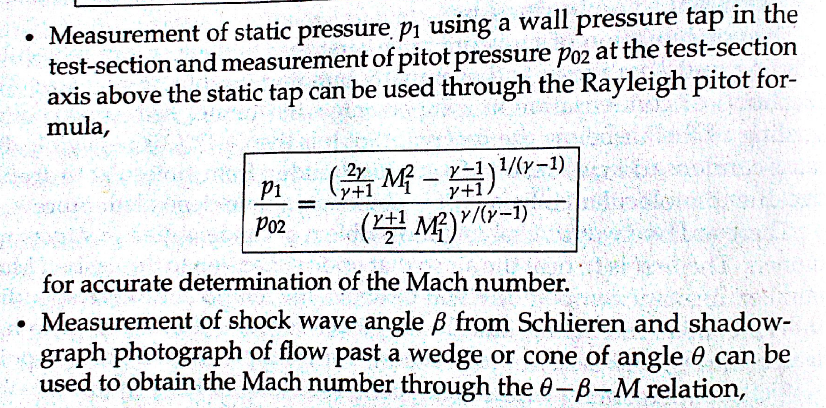 • Measurement of static pressure p₁ using a wall pressure tap in the
test-section and measurement of pitot pressure p₀₂ at the test-section
axis above the static tap can be used through the Rayleigh pitot for-
mula,
p₁/p₀₂ = (2γ/(γ+1) M₁² − (γ−1)/(γ+1))^(1/(γ−1)) / ((γ+1)/2 M₁²)^(γ/(γ−1))
for accurate determination of the Mach number.
• Measurement of shock wave angle β from Schlieren and shadow-
graph photograph of flow past a wedge or cone of angle θ can be
used to obtain the Mach number through the θ−β−M relation,